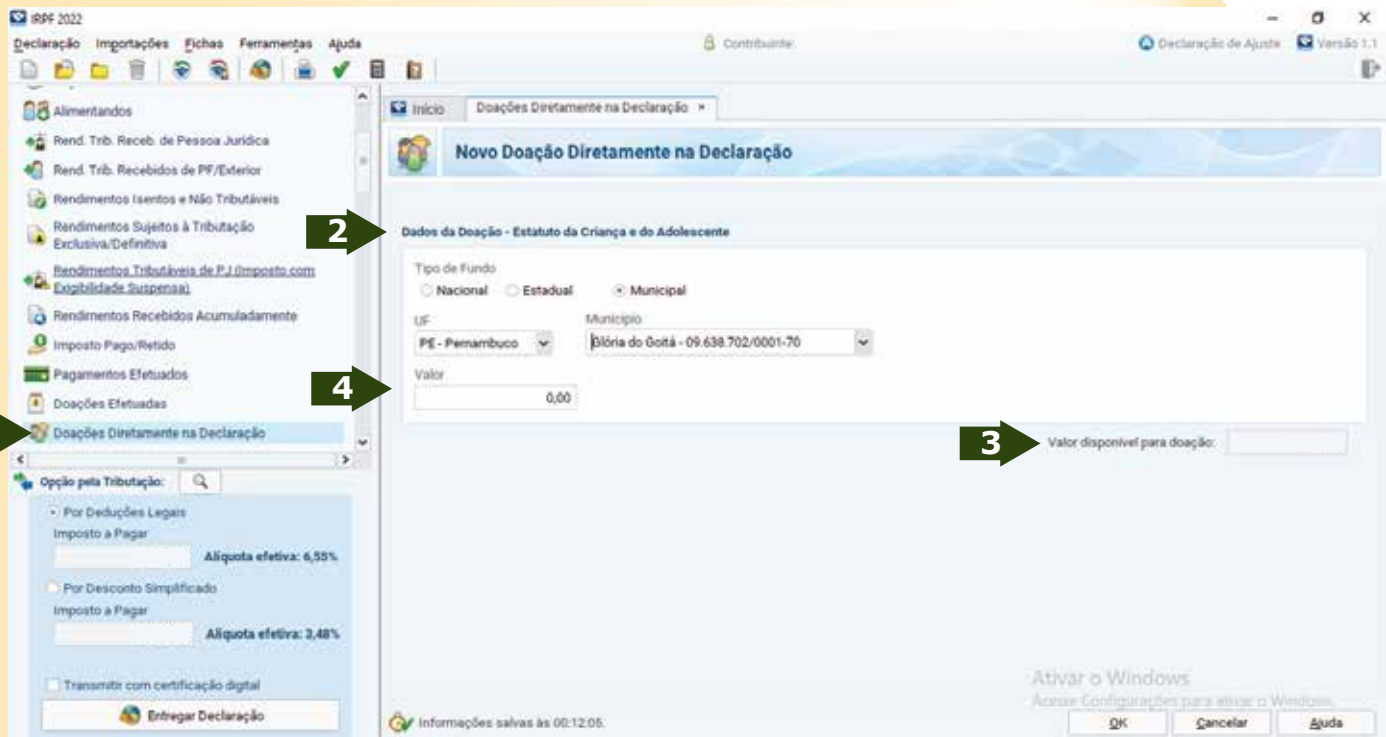 IRPF 2022
Declaração Importações Fichas Ferramentas Ajuda
Contribuinte:
Declaração de Ajuste Versão 1.1
Alimentandos
Rend. Trib. Receb. de Pessoa Jurídica
Rend. Trib. Recebidos de PF/Exterior
Rendimentos Isentos e Não Tributáveis
Rendimentos Sujeitos à Tributação
Exclusiva/Definitiva
Rendimentos Tributáveis de PJ (Imposto com
Exigibilidade Suspensa)
Rendimentos Recebidos Acumuladamente
Imposto Pago/Retido
Pagamentos Efetuados
Doações Efetuadas
Doações Diretamente na Declaração
Opção pela Tributação:
Por Deduções Legais
Imposto a Pagar
Alíquota efetiva: 6,55%
Por Desconto Simplificado
Imposto a Pagar
Alíquota efetiva: 3,48%
Transmitir com certificação digital
Entregar Declaração
Início Doações Diretamente na Declaração
Novo Doação Diretamente na Declaração
2
Dados da Doação - Estatuto da Criança e do Adolescente
Tipo de Fundo
Nacional Estadual Municipal
UF Município
PE - Pernambuco Glória do Goitá - 09.638.702/0001-70
4
Valor
0,00
3
Valor disponível para doação:
Ativar o Windows
Acesse Configurações para ativar o Windows.
Informações salvas às 00:12:05.
OK Cancelar Ajuda